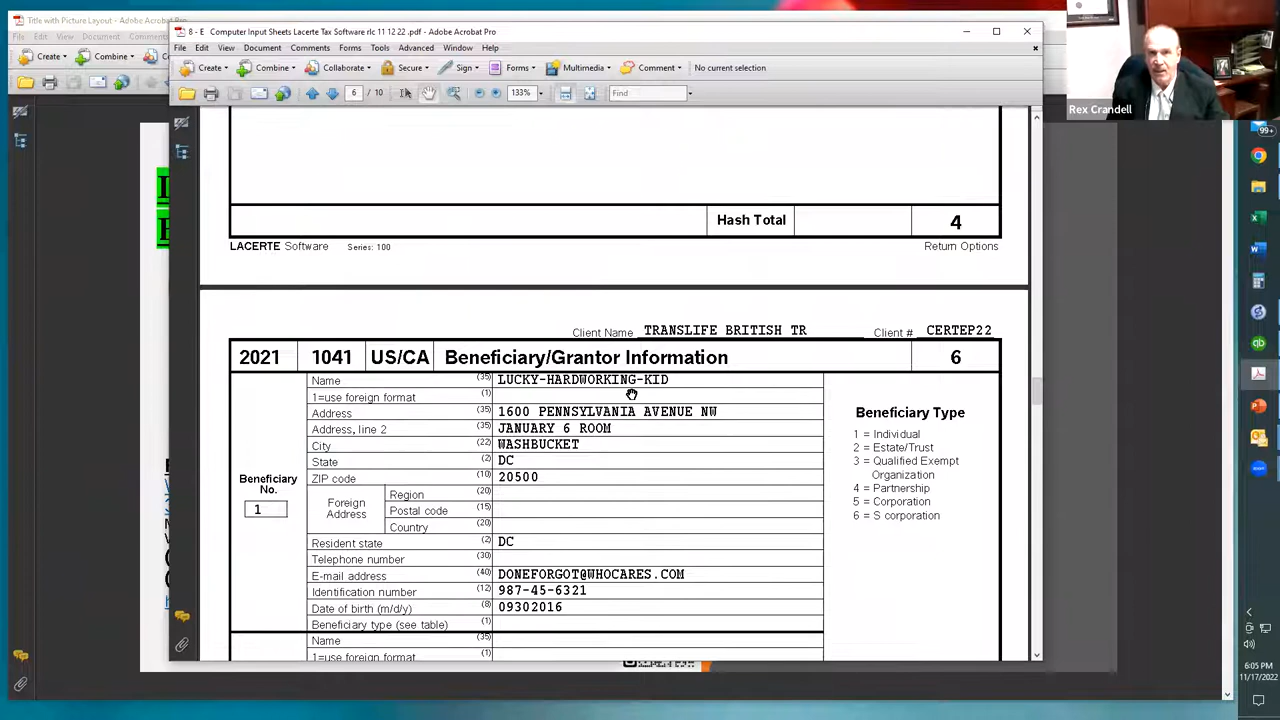 Title with Picture Layout - Adobe Acrobat Pro
File Edit View Document Comments
Create Combine
8 - E Computer Input Sheets Lacerte Tax Software rlc 11 12 22 .pdf - Adobe Acrobat Pro
File Edit View Document Comments Forms Tools Advanced Window Help
Create Combine Collaborate Secure Sign Forms Multimedia Comment No current selection
6 / 10 133% Find
Rex Crandell
99+
Hash Total 4
LACERTE Software Series: 100 Return Options
Client Name TRANSLIFE BRITISH TR Client # CERTEP22
2021 1041 US/CA Beneficiary/Grantor Information 6
Name (35) LUCKY-HARDWORKING-KID
1=use foreign format (1)
Address (35) 1600 PENNSYLVANIA AVENUE NW
Address, line 2 (35) JANUARY 6 ROOM
City (22) WASHBUCKET
State (2) DC
ZIP code (10) 20500
Foreign Address
Region (20)
Postal code (15)
Country (20)
Resident state (2) DC
Telephone number (30)
E-mail address (40) DONEFORGOT@WHOCARES.COM
Identification number (12) 987-45-6321
Date of birth (m/d/y) (8) 09302016
Beneficiary type (see table) (1)
Name (35)
1=use foreign format (1)
Beneficiary No.
1
Beneficiary Type
1 = Individual
2 = Estate/Trust
3 = Qualified Exempt
Organization
4 = Partnership
5 = Corporation
6 = S corporation
6:05 PM
11/17/2022